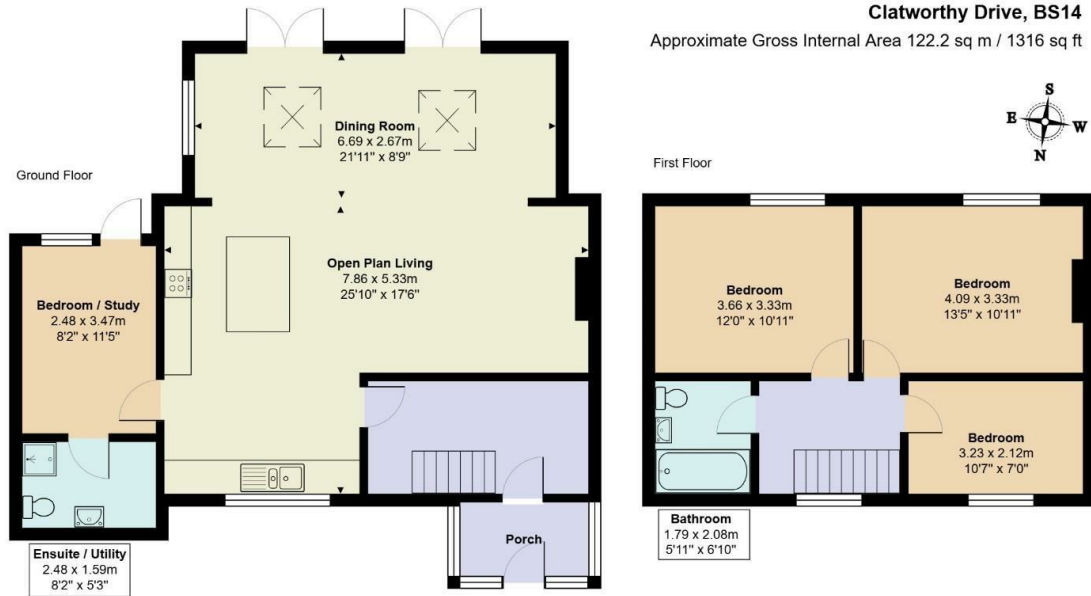 Clatworthy Drive, BS14
Approximate Gross Internal Area 122.2 sq m / 1316 sq ft
S
E
W
N
Ground Floor
Dining Room
6.69 x 2.67m
21'11" x 8'9"
Open Plan Living
7.86 x 5.33m
25'10" x 17'6"
Bedroom / Study
2.48 x 3.47m
8'2" x 11'5"
Ensuite / Utility
2.48 x 1.59m
8'2" x 5'3"
Porch
First Floor
Bedroom
3.66 x 3.33m
12'0" x 10'11"
Bedroom
4.09 x 3.33m
13'5" x 10'11"
Bedroom
3.23 x 2.12m
10'7" x 7'0"
Bathroom
1.79 x 2.08m
5'11" x 6'10"